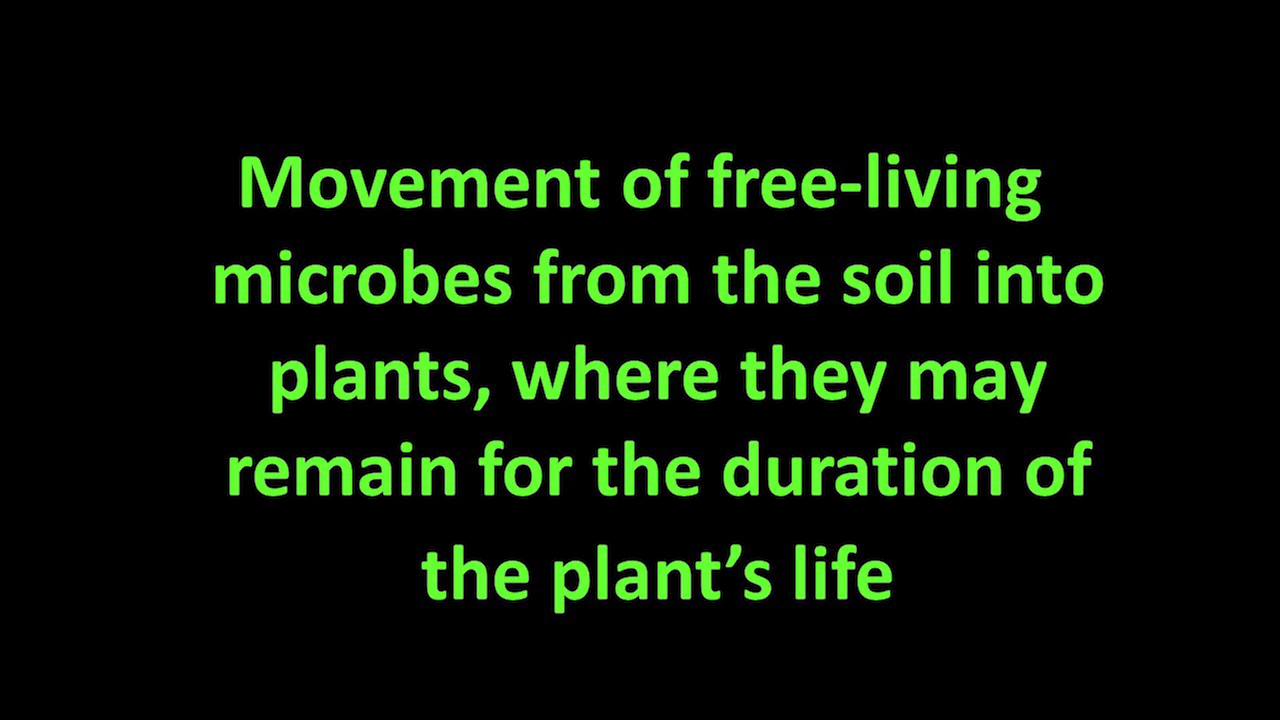 Movement of free-living
microbes from the soil into
plants, where they may
remain for the duration of
the plant’s life